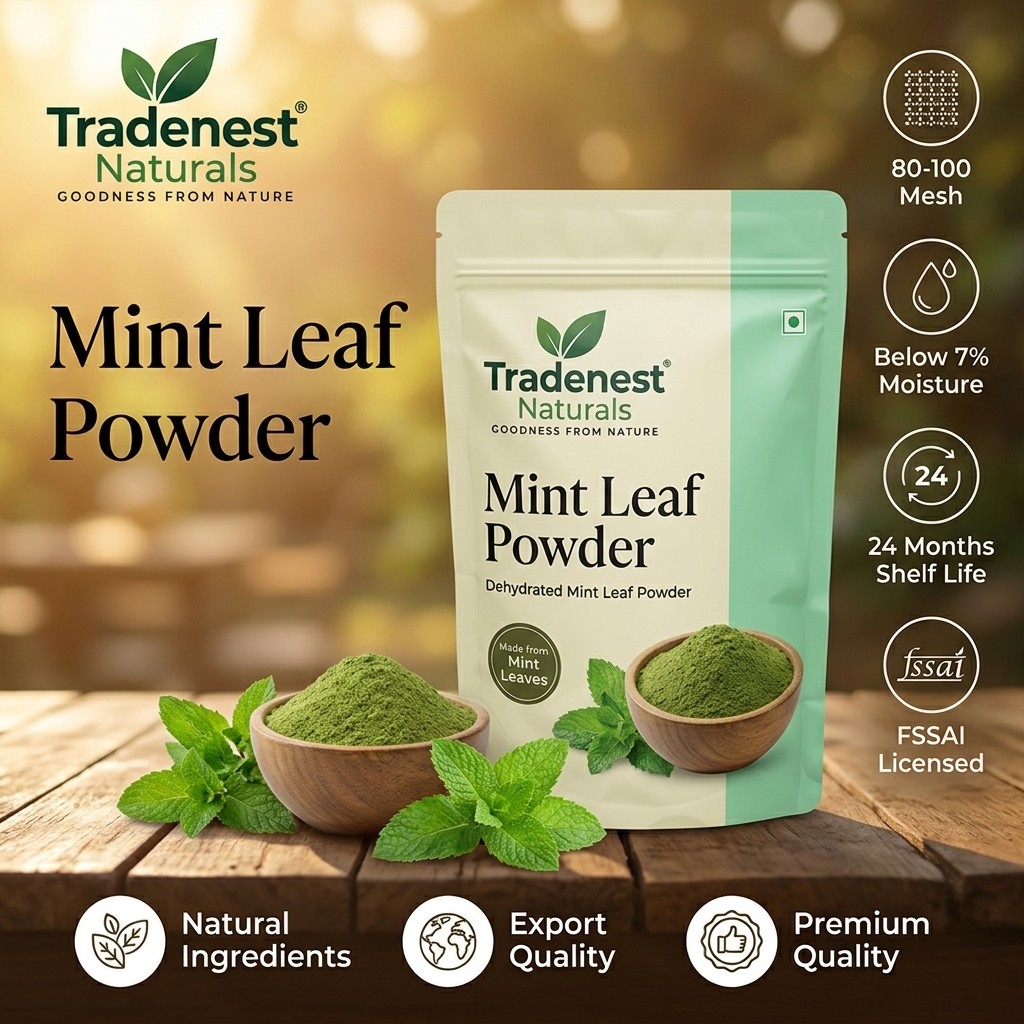 Tradenest®
Naturals
GOODNESS FROM NATURE
Mint Leaf
Powder
Tradenest®
Naturals
GOODNESS FROM NATURE
Mint Leaf
Powder
Dehydrated Mint Leaf Powder
Made from
Mint
Leaves
80-100
Mesh
Below 7%
Moisture
24
24 Months
Shelf Life
fssai
FSSAI
Licensed
Natural
Ingredients
Export
Quality
Premium
Quality